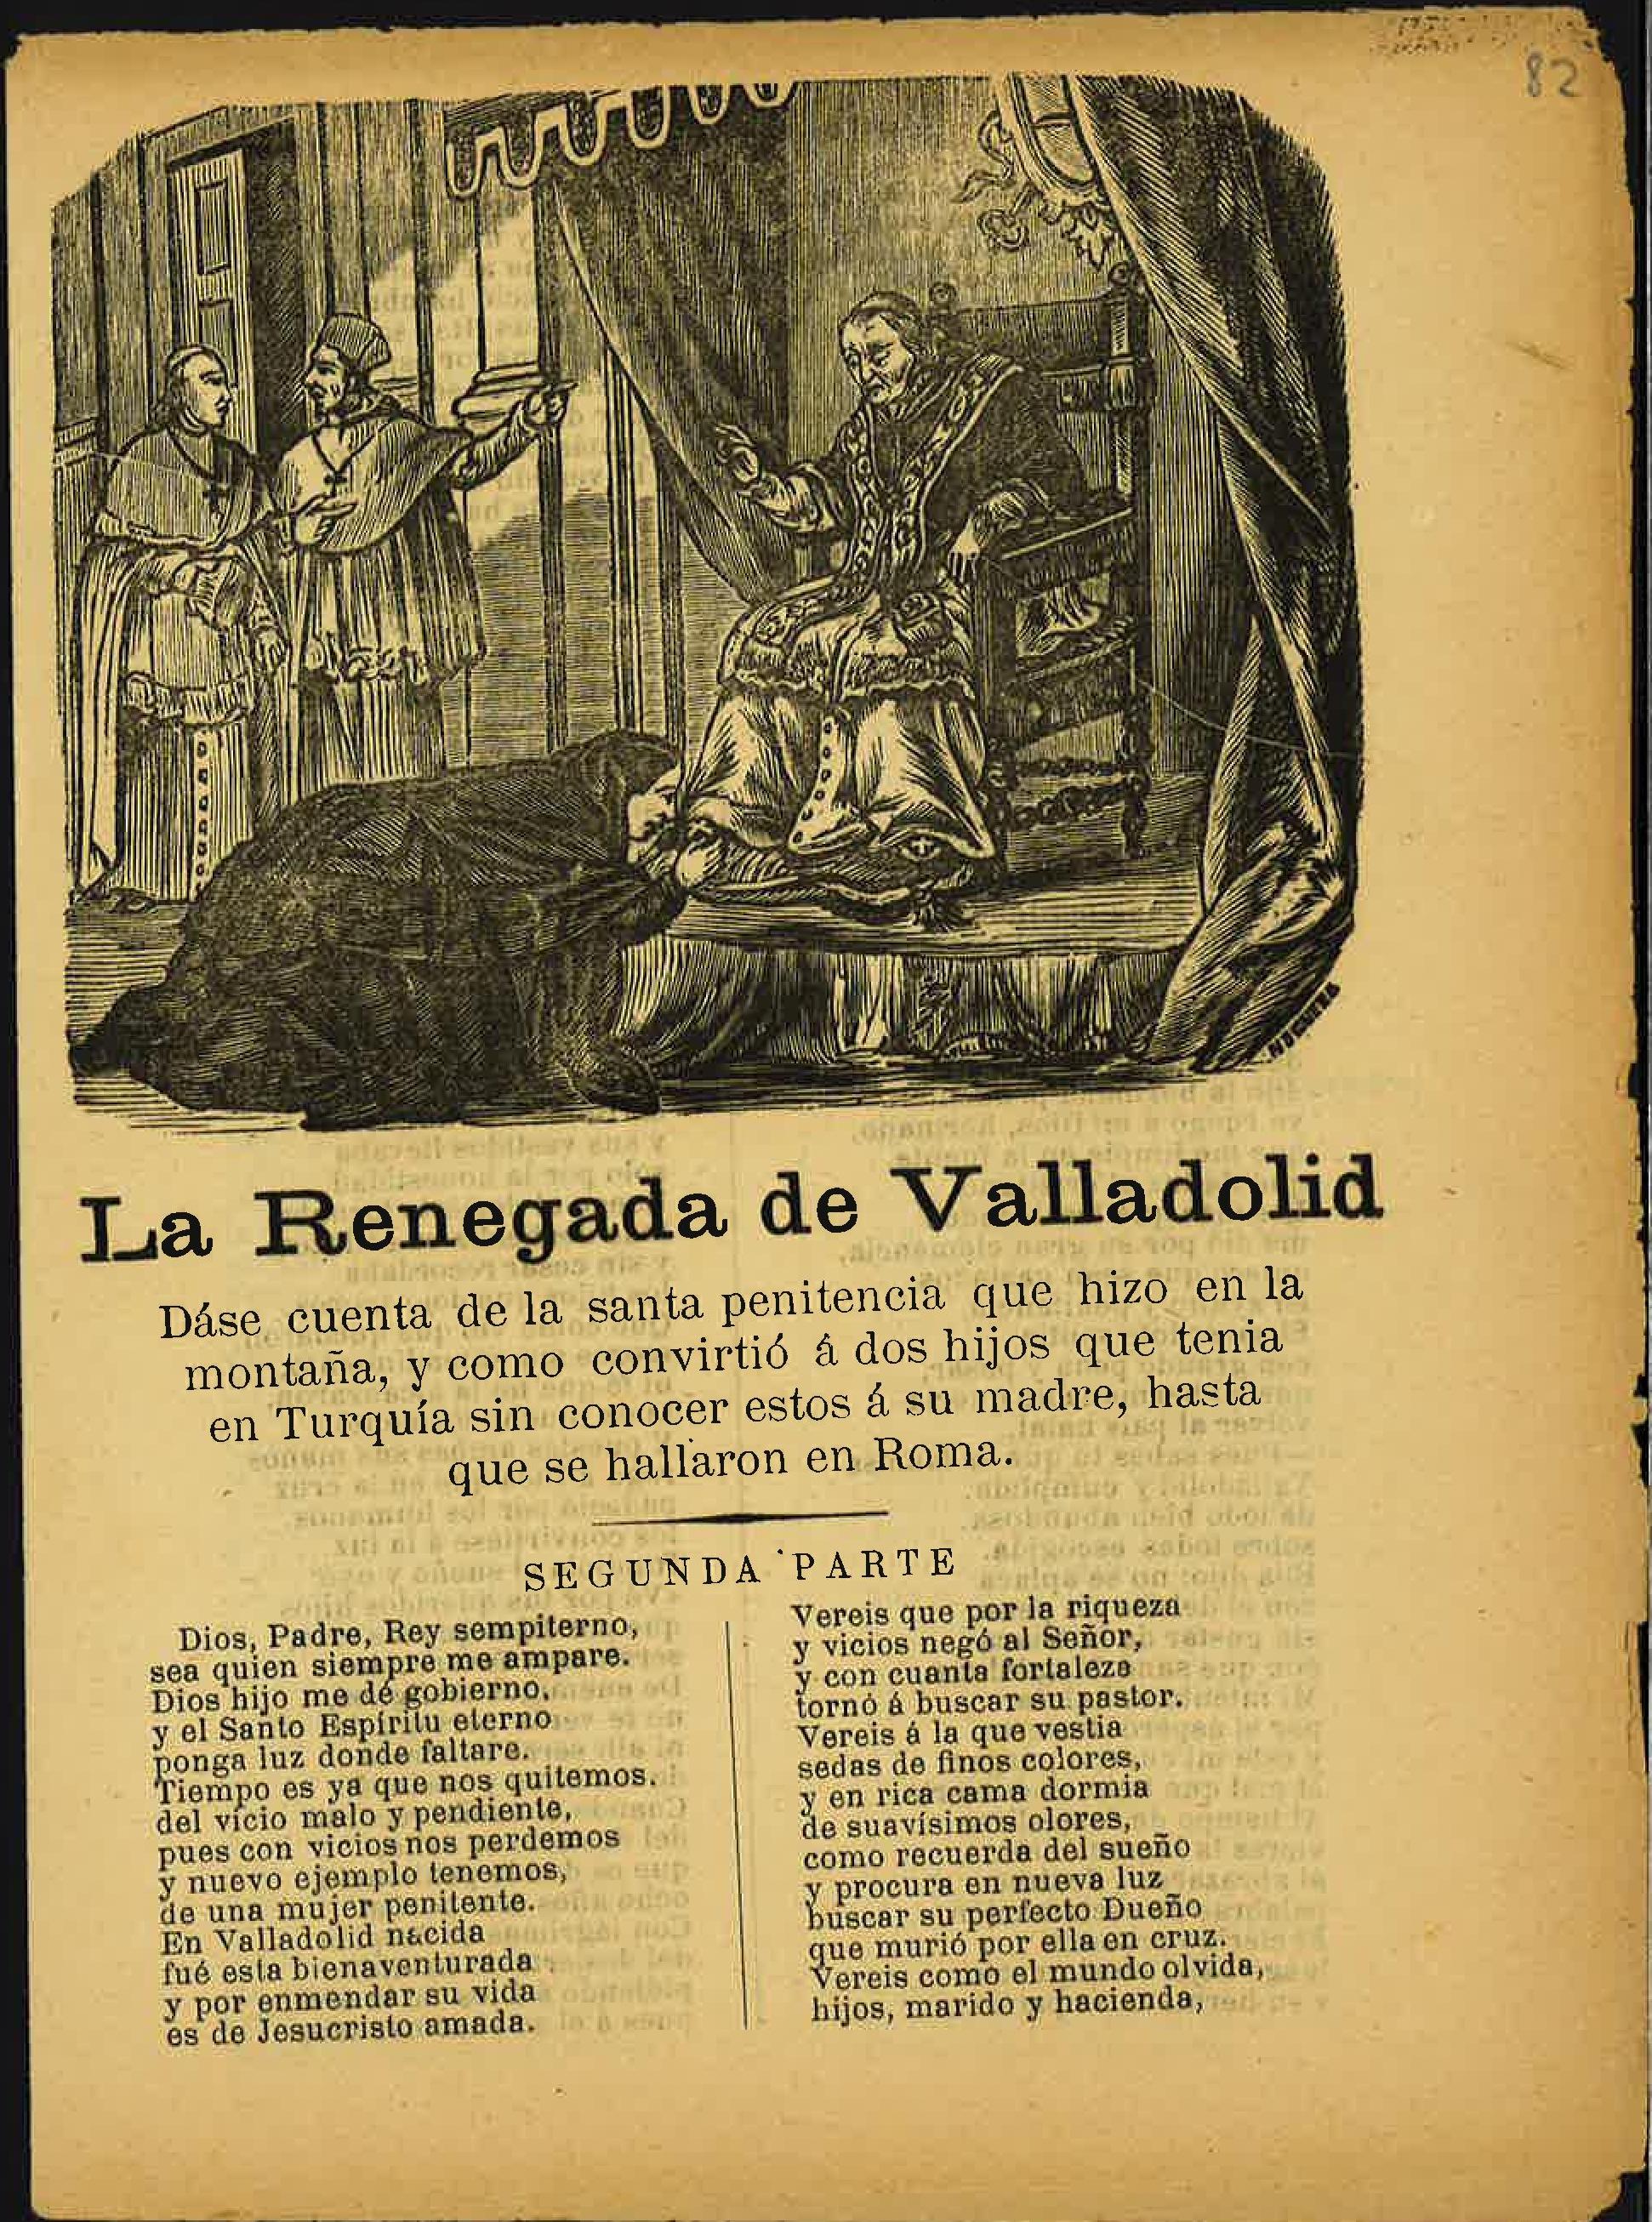 82
NOGUERA
La Renegada de Valladolid
Dáse cuenta de la santa penitencia que hizo en la
montaña, y como convirtió á dos hijos que tenia
en Turquía sin conocer estos á su madre, hasta
que se hallaron en Roma.
SEGUNDA PARTE
Dios, Padre, Rey sempiterno,
sea quien siempre me ampare.
Dios hijo me dé gobierno,
y el Santo Espíritu eterno
ponga luz donde faltare.
Tiempo es ya que nos quitemos.
del vicio malo y pendiente,
pues con vicios nos perdemos
y nuevo ejemplo tenemos,
de una mujer penitente.
En Valladolid nacida
fué esta bienaventurada
y por enmendar su vida
es de Jesucristo amada.
Vereis que por la riqueza
y vicios negó al Señor,
y con cuanta fortaleze
tornó á buscar su pastor.
Vereis á la que vestia
sedas de finos colores,
y en rica cama dormia
de suavísimos olores,
como recuerda del sueño
y procura en nueva luz
buscar su perfecto Dueño
que murió por ella en cruz.
Vereis como el mundo olvida,
hijos, marido y hacienda,